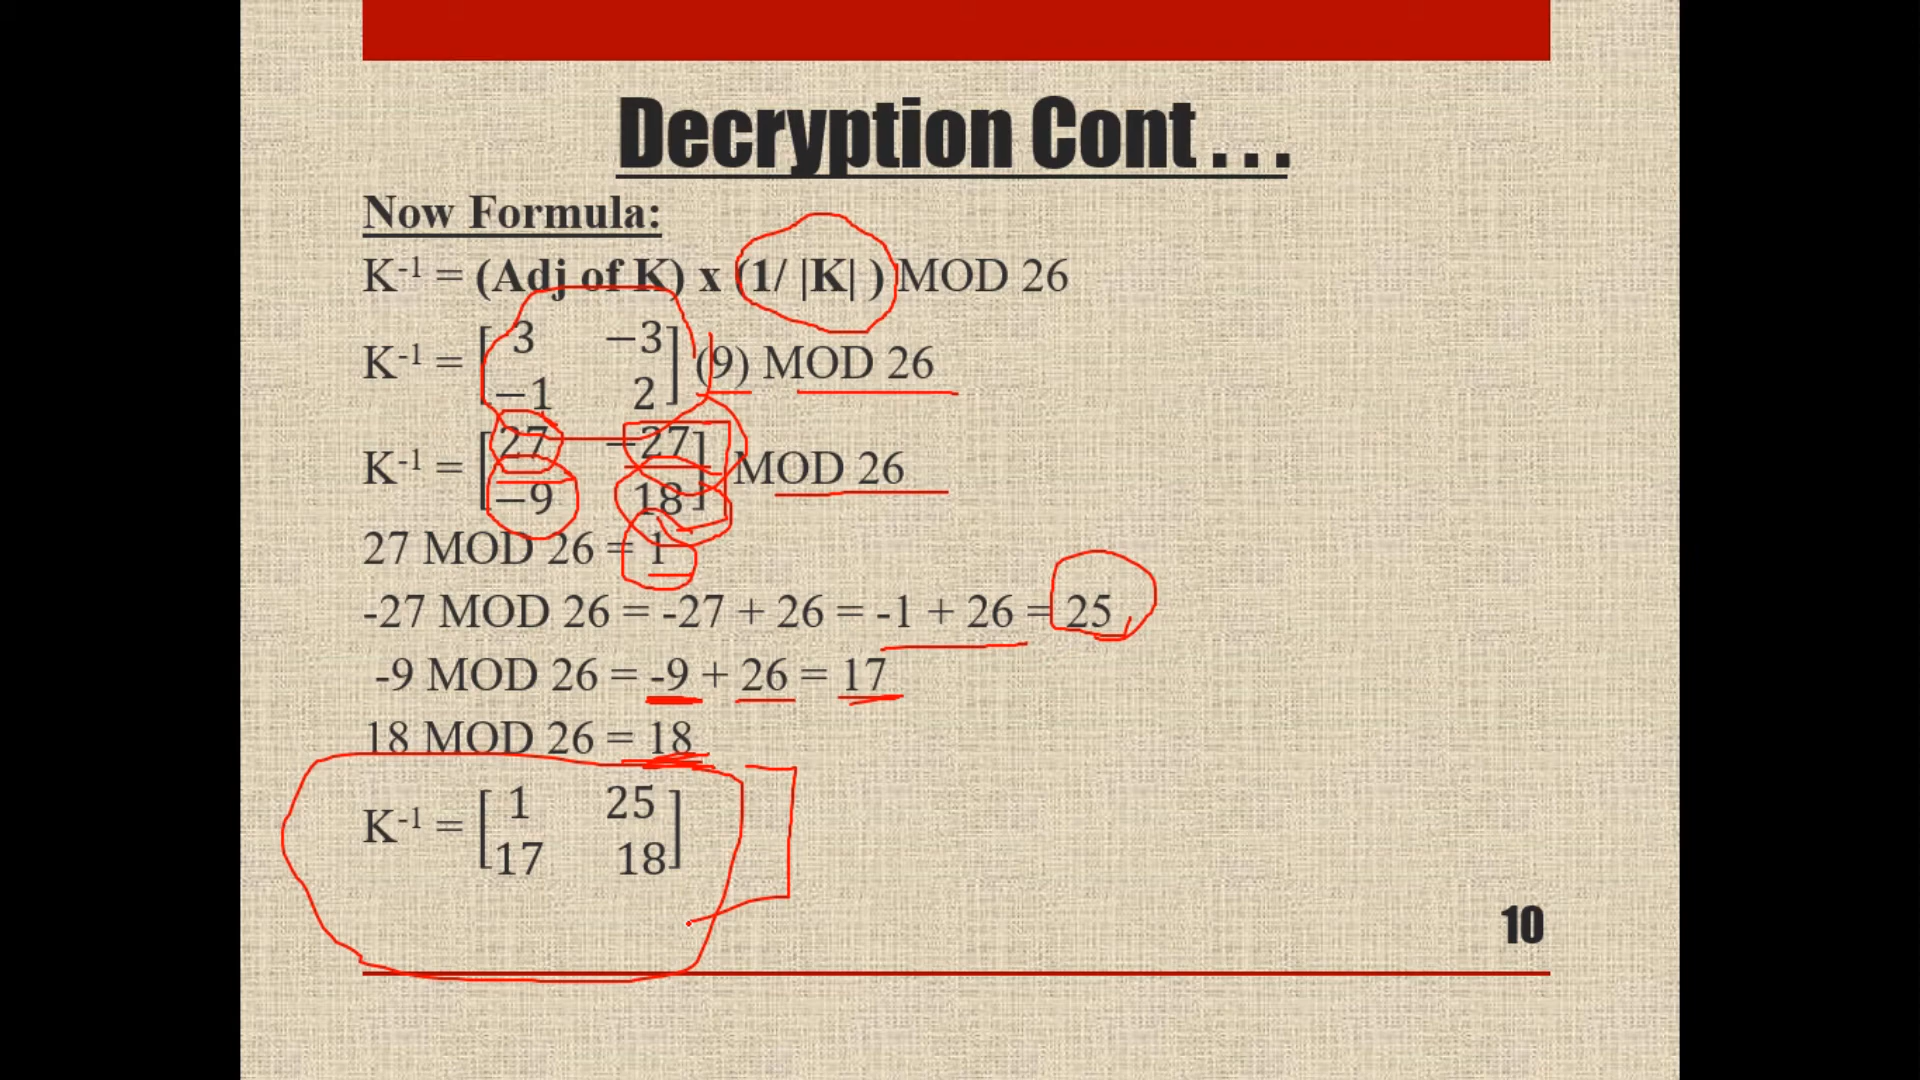 Decryption Cont . . .
Now Formula:
K⁻¹ = (Adj of K) x (1/ |K| ) MOD 26
K⁻¹ = [3 −3; −1 2] (9) MOD 26
K⁻¹ = [27 −27; −9 18] MOD 26
27 MOD 26 = 1
-27 MOD 26 = -27 + 26 = -1 + 26 = 25
-9 MOD 26 = -9 + 26 = 17
18 MOD 26 = 18
K⁻¹ = [1 25; 17 18]
10